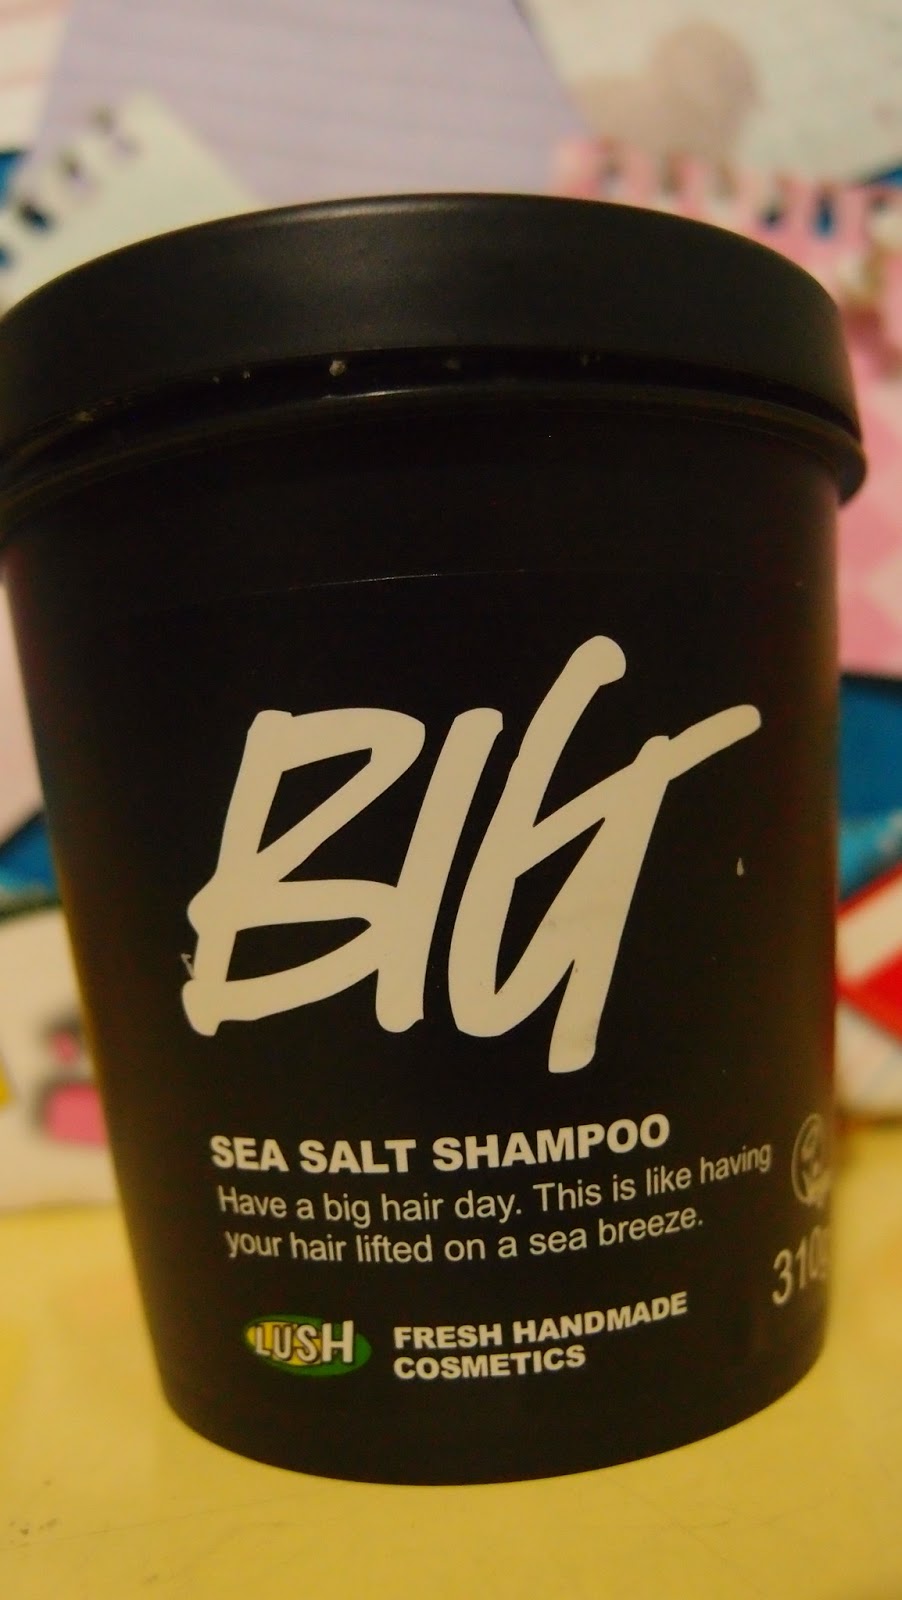 BIG
SEA SALT SHAMPOO
Have a big hair day. This is like having
your hair lifted on a sea breeze.
310g
LUSH
FRESH HANDMADE
COSMETICS